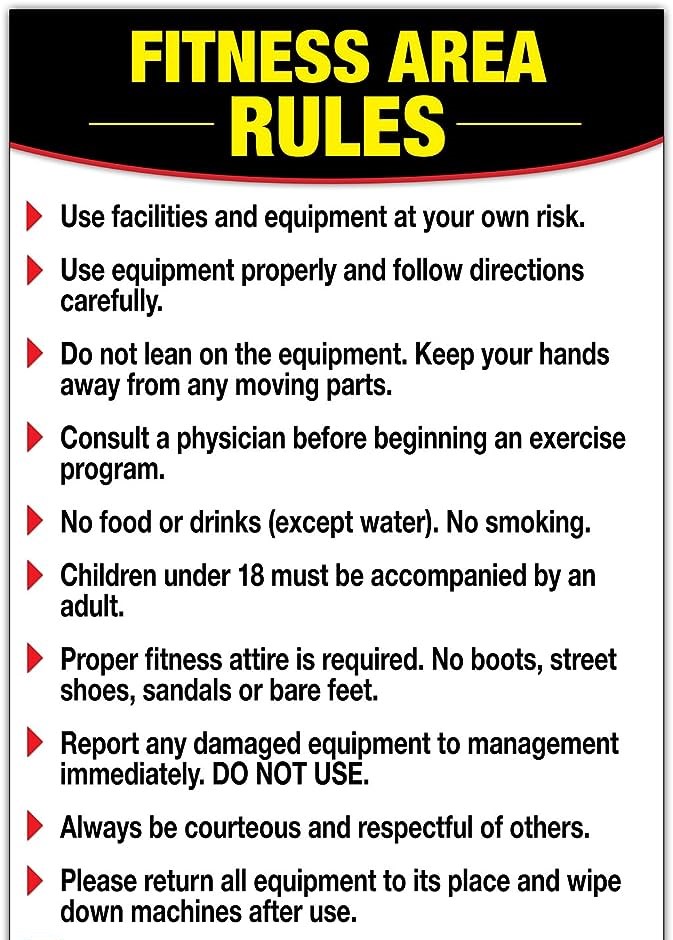 FITNESS AREA
RULES
Use facilities and equipment at your own risk.
Use equipment properly and follow directions
carefully.
Do not lean on the equipment. Keep your hands
away from any moving parts.
Consult a physician before beginning an exercise
program.
No food or drinks (except water). No smoking.
Children under 18 must be accompanied by an
adult.
Proper fitness attire is required. No boots, street
shoes, sandals or bare feet.
Report any damaged equipment to management
immediately. DO NOT USE.
Always be courteous and respectful of others.
Please return all equipment to its place and wipe
down machines after use.